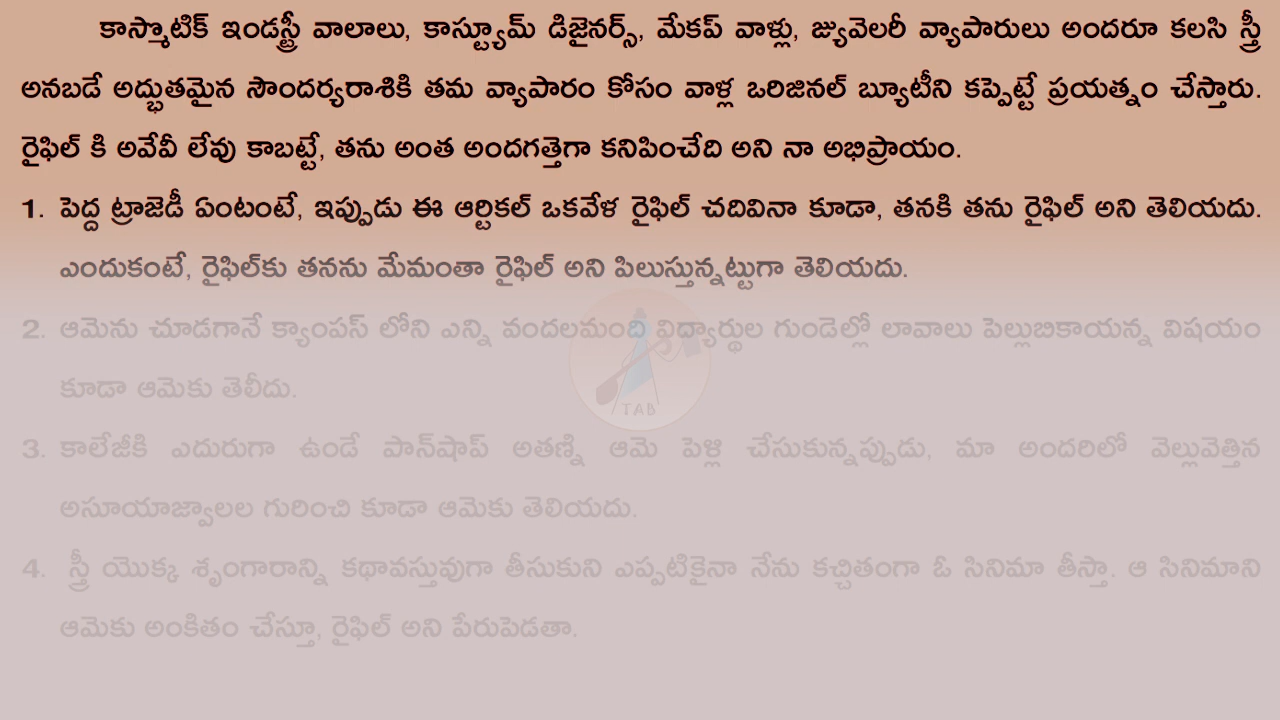 కాస్మొటిక్ ఇండస్ట్రీ వాలాలు, కాస్ట్యూమ్ డిజైనర్స్, మేకప్ వాళ్లు, జ్యువెలరీ వ్యాపారులు అందరూ కలసి స్త్రీ
అనబడే అద్భుతమైన సౌందర్యరాశికి తమ వ్యాపారం కోసం వాళ్ల ఒరిజినల్ బ్యూటీని కప్పెట్టే ప్రయత్నం చేస్తారు.
రైఫిల్ కి అవేవీ లేవు కాబట్టే, తను అంత అందగత్తెగా కనిపించేది అని నా అభిప్రాయం.
1. పెద్ద ట్రాజెడీ ఏంటంటే, ఇప్పుడు ఈ ఆర్టికల్ ఒకవేళ రైఫిల్ చదివినా కూడా, తనకి తను రైఫిల్ అని తెలియదు.
ఎందుకంటే, రైఫిల్‌కు తనను మేమంతా రైఫిల్ అని పిలుస్తున్నట్టుగా తెలియదు.
2. ఆమెను చూడగానే క్యాంపస్ లోని ఎన్ని వందలమంది విద్యార్థుల గుండెల్లో లావాలు పెల్లుబికాయన్న విషయం
కూడా ఆమెకు తెలీదు.
3. కాలేజీకి ఎదురుగా ఉండే పాన్‌షాప్ అతణ్ని ఆమె పెళ్లి చేసుకున్నప్పుడు, మా అందరిలో వెల్లువెత్తిన
అసూయాజ్వాలల గురించి కూడా ఆమెకు తెలియదు.
4. స్త్రీ యొక్క శృంగారాన్ని కథావస్తువుగా తీసుకుని ఎప్పటికైనా నేను కచ్చితంగా ఓ సినిమా తీస్తా. ఆ సినిమాని
ఆమెకు అంకితం చేస్తూ, రైఫిల్ అని పేరుపెడతా.
TAB